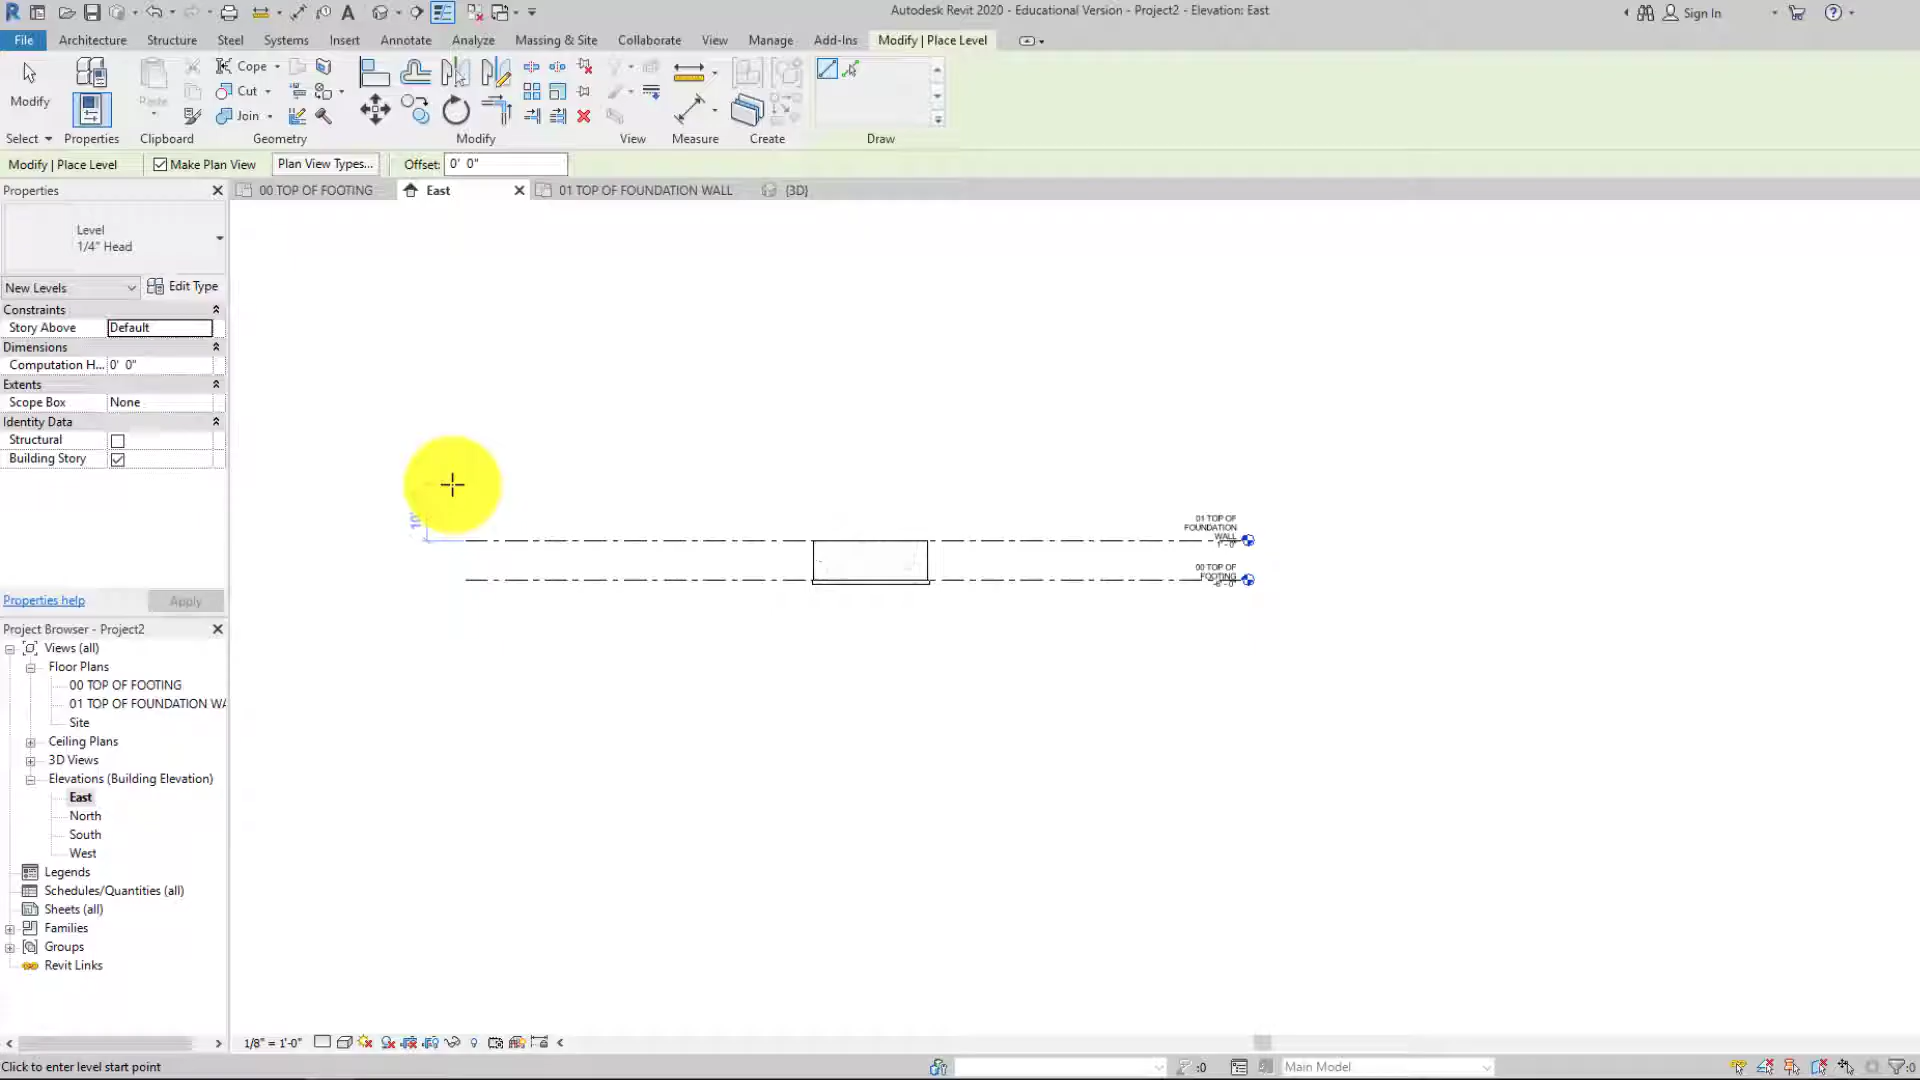 Autodesk Revit 2020 - Educational Version - Project2 - Elevation: East
Sign In
File Architecture Structure Steel Systems Insert Annotate Analyze Massing & Site Collaborate View Manage Add-Ins Modify | Place Level
Modify
Paste
Cope
Cut
Join
Select Properties Clipboard Geometry Modify View Measure Create Draw
Modify | Place Level Make Plan View Plan View Types... Offset: 0' 0"
Properties
00 TOP OF FOOTING East 01 TOP OF FOUNDATION WALL {3D}
Level
1/4" Head
New Levels Edit Type
Constraints
Story Above Default
Dimensions
Computation H... 0' 0"
Extents
Scope Box None
Identity Data
Structural
Building Story
Properties help Apply
Project Browser - Project2
Views (all)
Floor Plans
00 TOP OF FOOTING
01 TOP OF FOUNDATION WA
Site
Ceiling Plans
3D Views
Elevations (Building Elevation)
East
North
South
West
Legends
Schedules/Quantities (all)
Sheets (all)
Families
Groups
Revit Links
01 TOP OF
FOUNDATION
WALL
1' - 0"
00 TOP OF
FOOTING
1/8" = 1'-0"
Click to enter level start point
:0
Main Model
:0